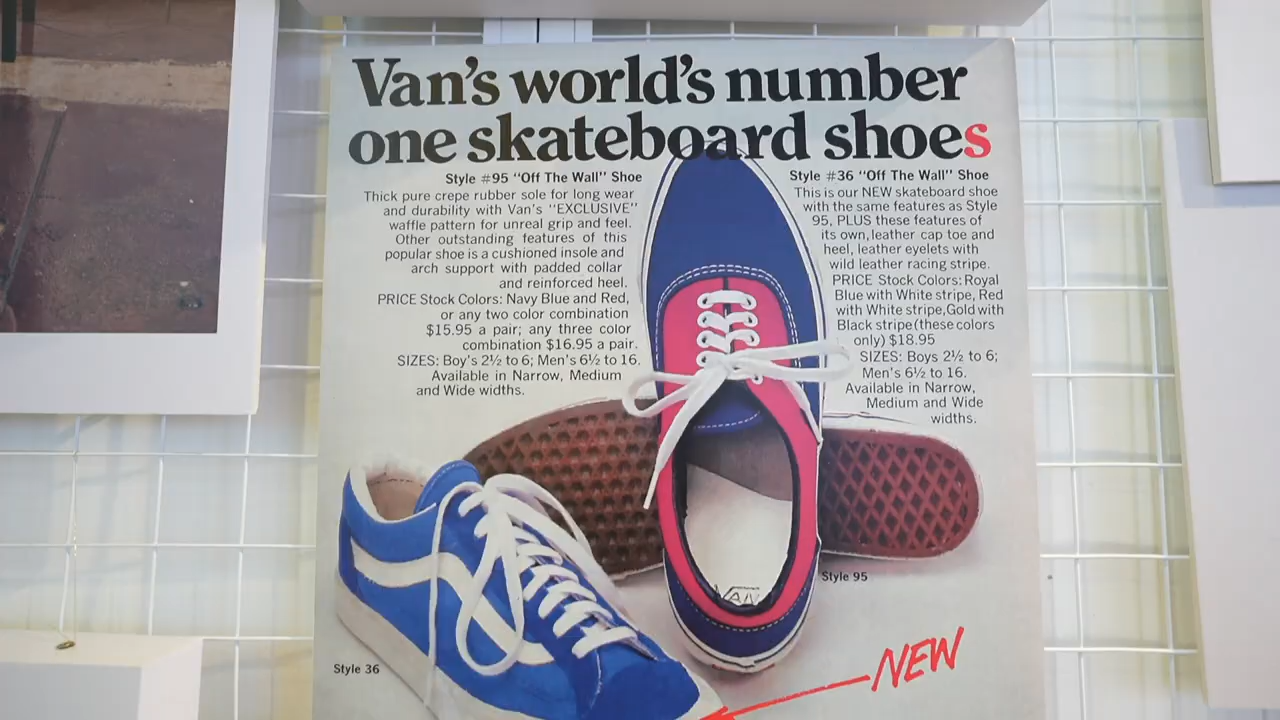 Van's world's number
one skateboard shoes
Style #95 "Off The Wall" Shoe
Thick pure crepe rubber sole for long wear
and durability with Van's "EXCLUSIVE"
waffle pattern for unreal grip and feel.
Other outstanding features of this
popular shoe is a cushioned insole and
arch support with padded collar
and reinforced heel.
PRICE Stock Colors: Navy Blue and Red,
or any two color combination
$15.95 a pair; any three color
combination $16.95 a pair.
SIZES: Boy's 2½ to 6; Men's 6½ to 16.
Available in Narrow, Medium
and Wide widths.
Style #36 "Off The Wall" Shoe
This is our NEW skateboard shoe
with the same features as Style
95, PLUS these features of
its own, leather cap toe and
heel, leather eyelets with
wild leather racing stripe.
PRICE Stock Colors: Royal
Blue with White stripe, Red
with White stripe, Gold with
Black stripe (these colors
only) $18.95
SIZES: Boys 2½ to 6;
Men's 6½ to 16.
Available in Narrow,
Medium and Wide
widths.
Style 95
VAN
Style 36
NEW